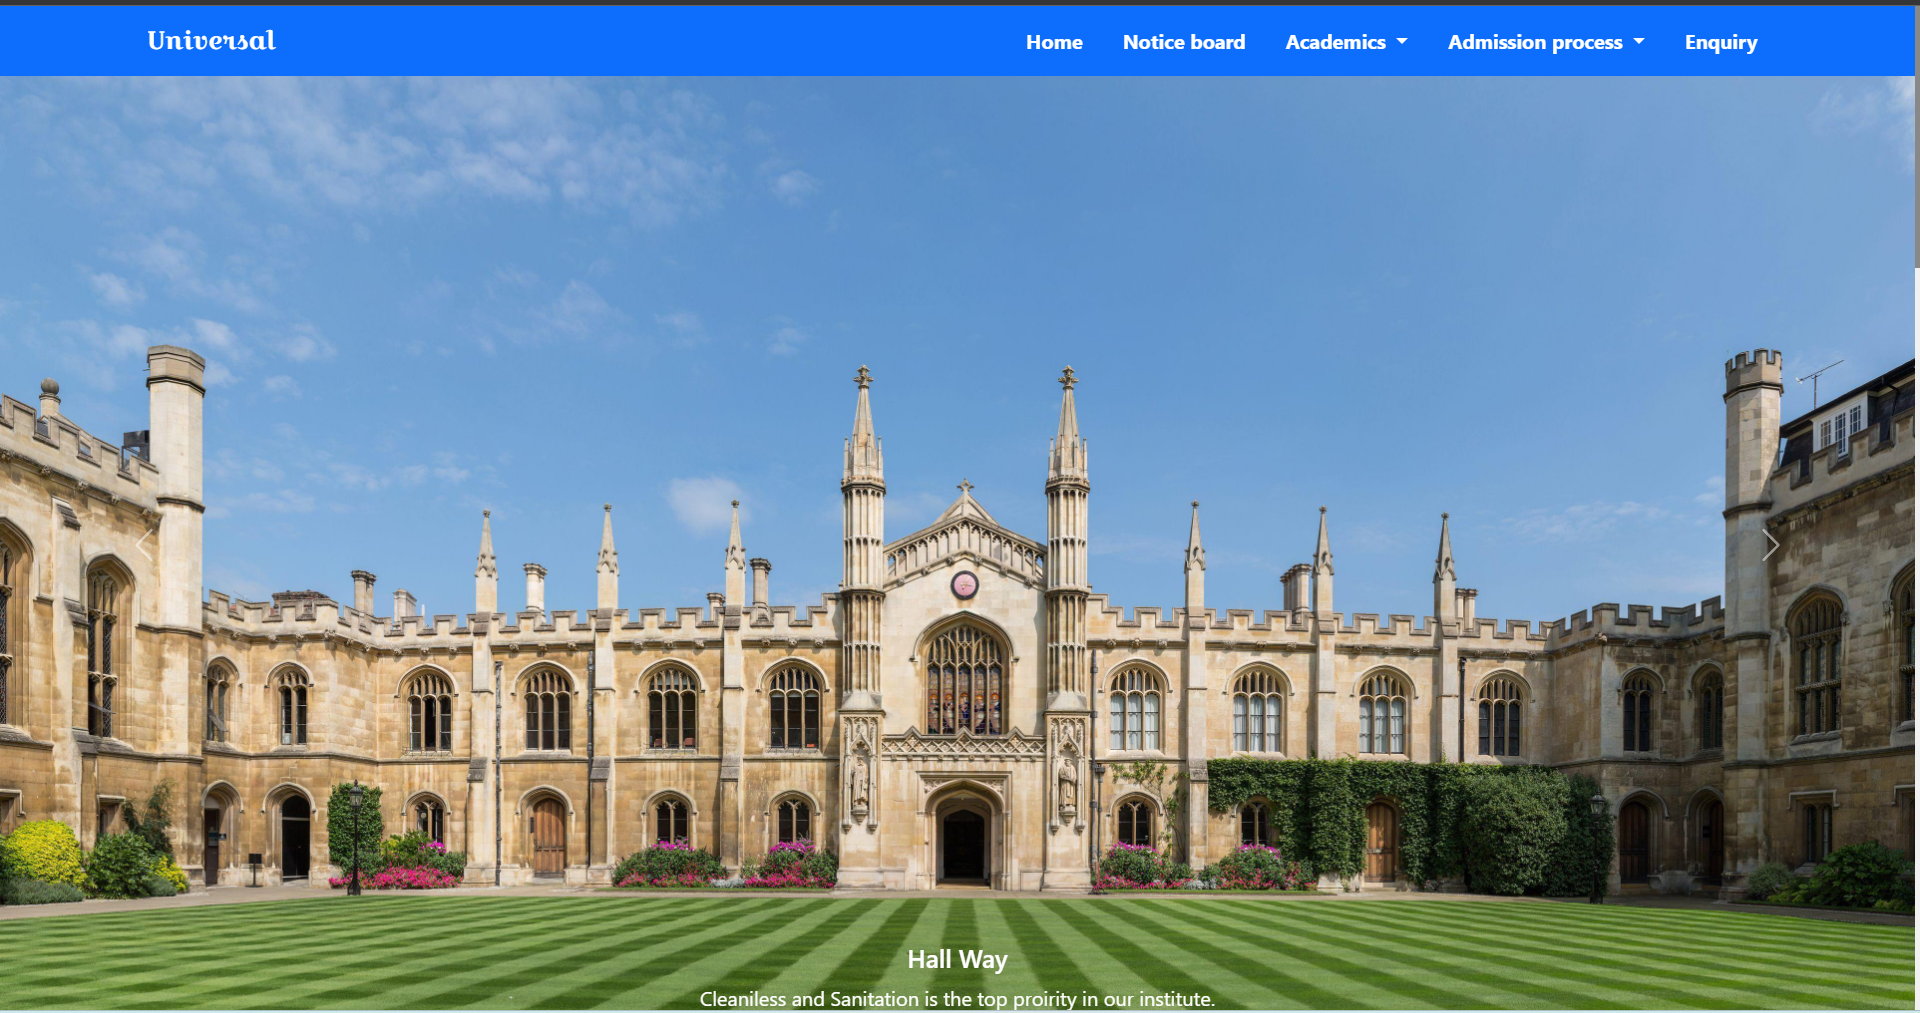 Universal
Home Notice board Academics Admission process Enquiry
Hall Way
Cleaniless and Sanitation is the top proirity in our institute.